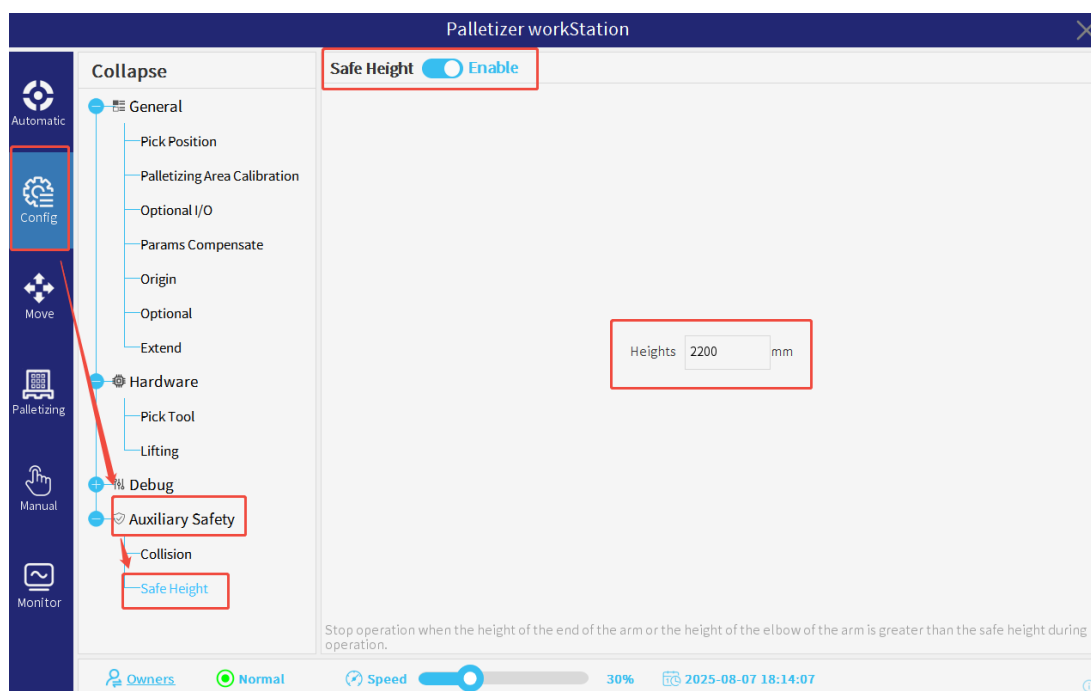 Palletizer workStation
Automatic
Config
Move
Palletizing
Manual
Monitor
Collapse
General
Pick Position
Palletizing Area Calibration
Optional I/O
Params Compensate
Origin
Optional
Extend
Hardware
Pick Tool
Lifting
Debug
Auxiliary Safety
Collision
Safe Height
Safe Height Enable
Heights 2200 mm
Stop operation when the height of the end of the arm or the height of the elbow of the arm is greater than the safe height during
operation.
Owners Normal Speed 30% 2025-08-07 18:14:07